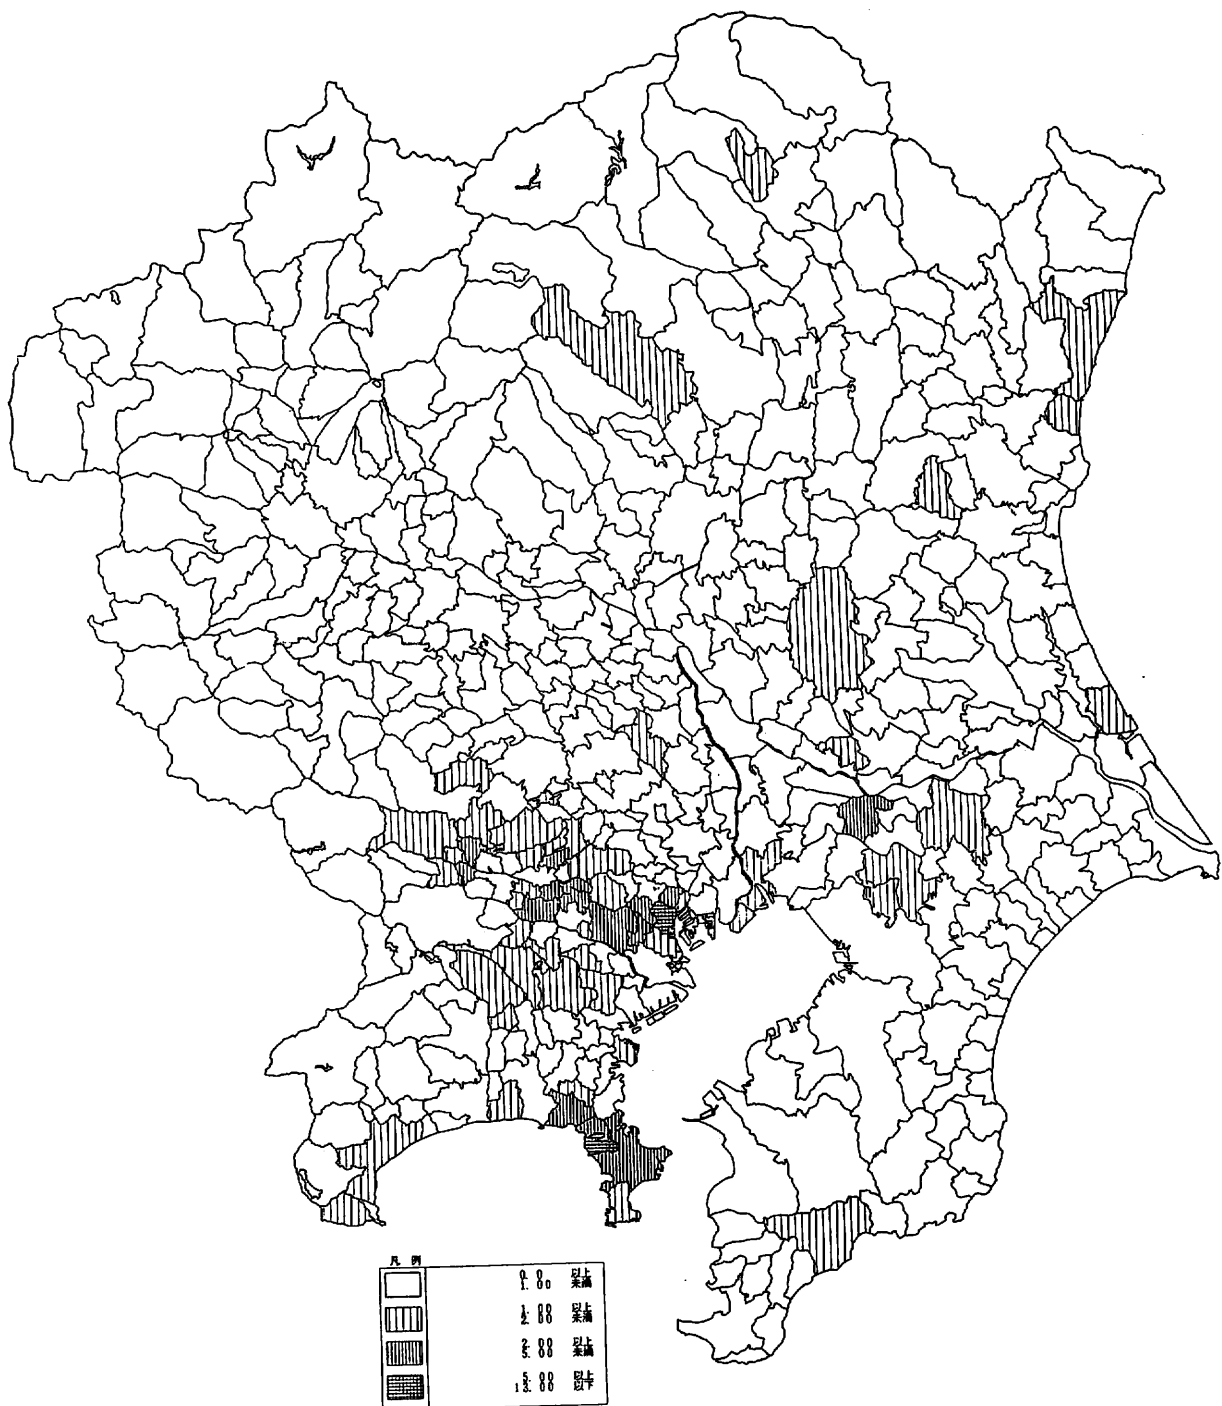 凡 例
0. 0 以上
1. 00 未満
1. 00 以上
2. 00 未満
2. 00 以上
5. 00 未満
5. 00 以上
13. 00 以下